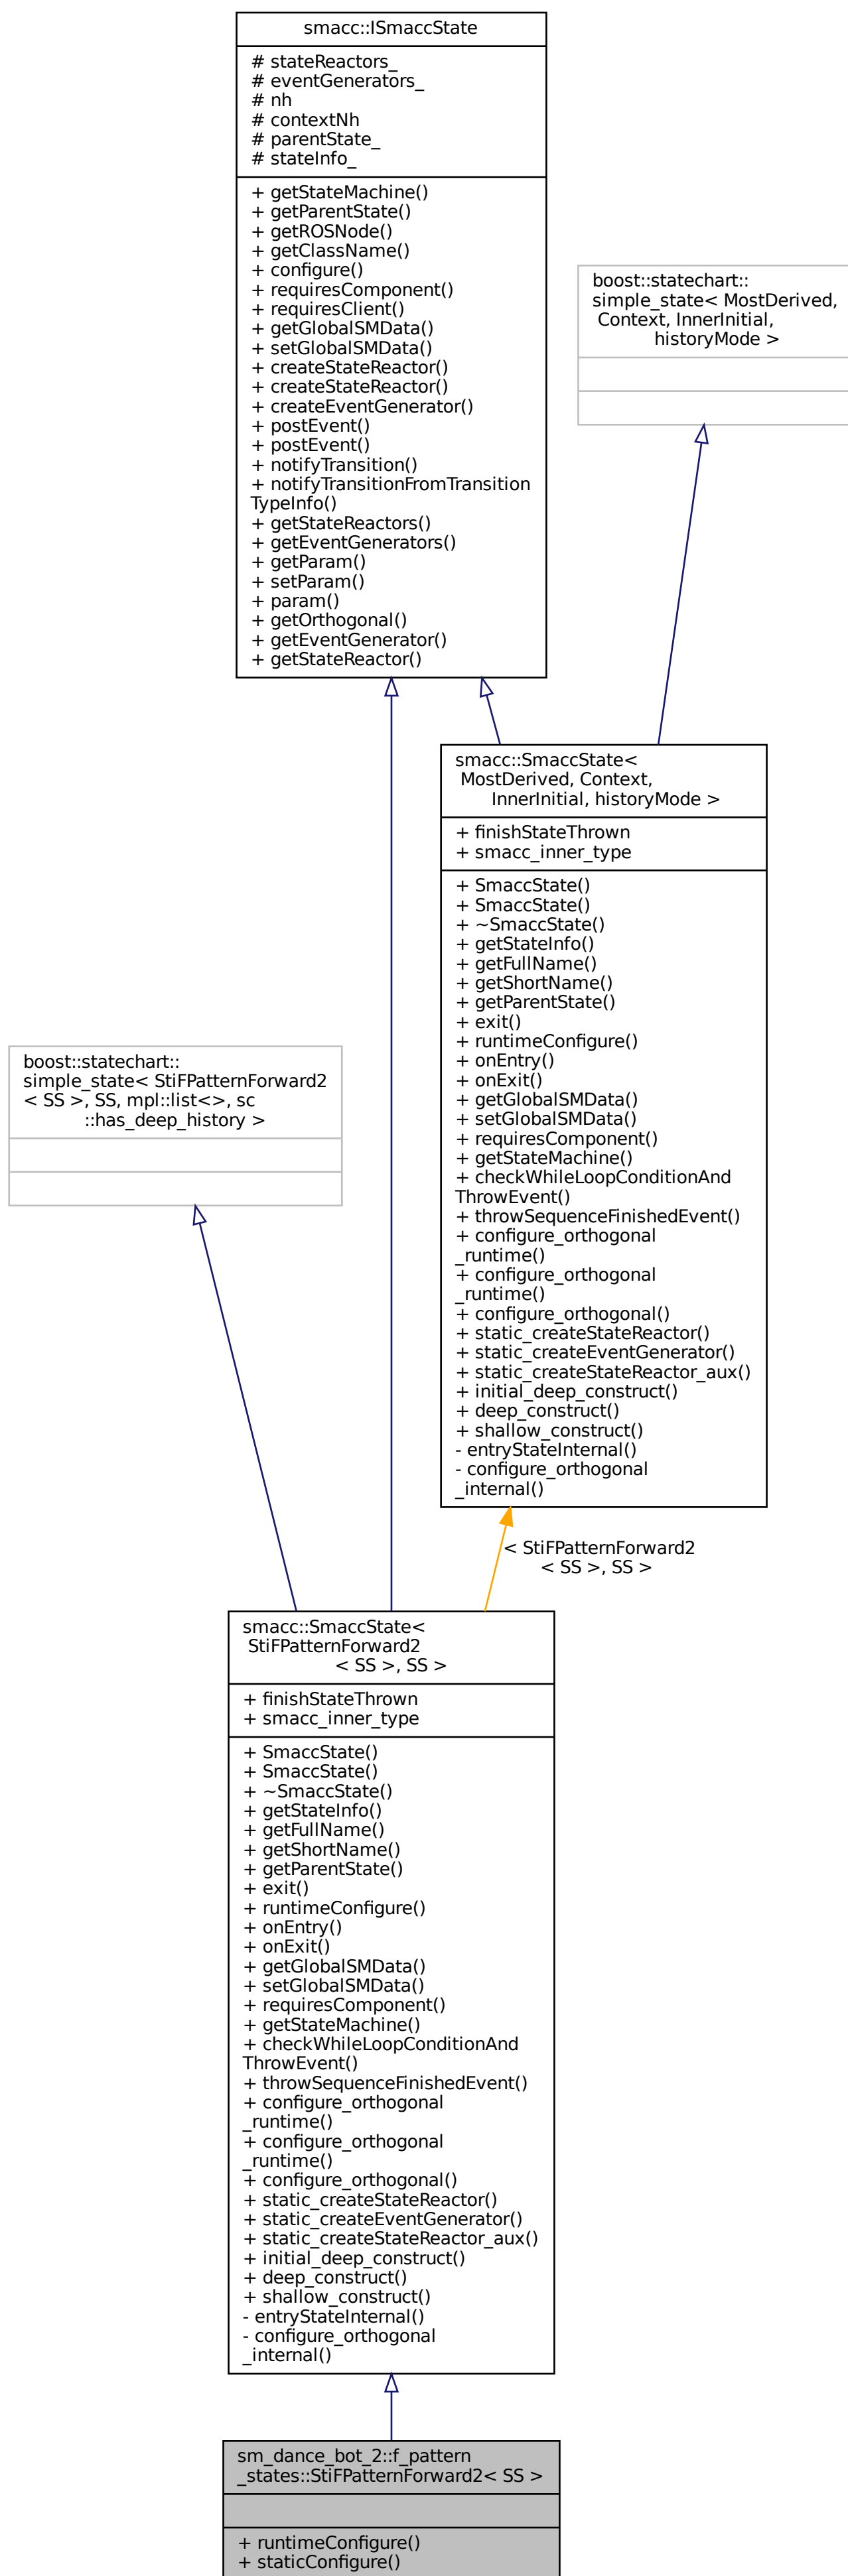 smacc::ISmaccState
# stateReactors_
# eventGenerators_
# nh
# contextNh
# parentState_
# stateInfo_
+ getStateMachine()
+ getParentState()
+ getROSNode()
+ getClassName()
+ configure()
+ requiresComponent()
+ requiresClient()
+ getGlobalSMData()
+ setGlobalSMData()
+ createStateReactor()
+ createStateReactor()
+ createEventGenerator()
+ postEvent()
+ postEvent()
+ notifyTransition()
+ notifyTransitionFromTransition
TypeInfo()
+ getStateReactors()
+ getEventGenerators()
+ getParam()
+ setParam()
+ param()
+ getOrthogonal()
+ getEventGenerator()
+ getStateReactor()
boost::statechart::
simple_state< MostDerived,
Context, InnerInitial,
historyMode >
smacc::SmaccState<
MostDerived, Context,
InnerInitial, historyMode >
+ finishStateThrown
+ smacc_inner_type
+ SmaccState()
+ SmaccState()
+ ~SmaccState()
+ getStateInfo()
+ getFullName()
+ getShortName()
+ getParentState()
+ exit()
+ runtimeConfigure()
+ onEntry()
+ onExit()
+ getGlobalSMData()
+ setGlobalSMData()
+ requiresComponent()
+ getStateMachine()
+ checkWhileLoopConditionAnd
ThrowEvent()
+ throwSequenceFinishedEvent()
+ configure_orthogonal
_runtime()
+ configure_orthogonal
_runtime()
+ configure_orthogonal()
+ static_createStateReactor()
+ static_createEventGenerator()
+ static_createStateReactor_aux()
+ initial_deep_construct()
+ deep_construct()
+ shallow_construct()
- entryStateInternal()
- configure_orthogonal
_internal()
boost::statechart::
simple_state< StiFPatternForward2
< SS >, SS, mpl::list<>, sc
::has_deep_history >
< StiFPatternForward2
< SS >, SS >
smacc::SmaccState<
StiFPatternForward2
< SS >, SS >
+ finishStateThrown
+ smacc_inner_type
+ SmaccState()
+ SmaccState()
+ ~SmaccState()
+ getStateInfo()
+ getFullName()
+ getShortName()
+ getParentState()
+ exit()
+ runtimeConfigure()
+ onEntry()
+ onExit()
+ getGlobalSMData()
+ setGlobalSMData()
+ requiresComponent()
+ getStateMachine()
+ checkWhileLoopConditionAnd
ThrowEvent()
+ throwSequenceFinishedEvent()
+ configure_orthogonal
_runtime()
+ configure_orthogonal
_runtime()
+ configure_orthogonal()
+ static_createStateReactor()
+ static_createEventGenerator()
+ static_createStateReactor_aux()
+ initial_deep_construct()
+ deep_construct()
+ shallow_construct()
- entryStateInternal()
- configure_orthogonal
_internal()
sm_dance_bot_2::f_pattern
_states::StiFPatternForward2< SS >
+ runtimeConfigure()
+ staticConfigure()